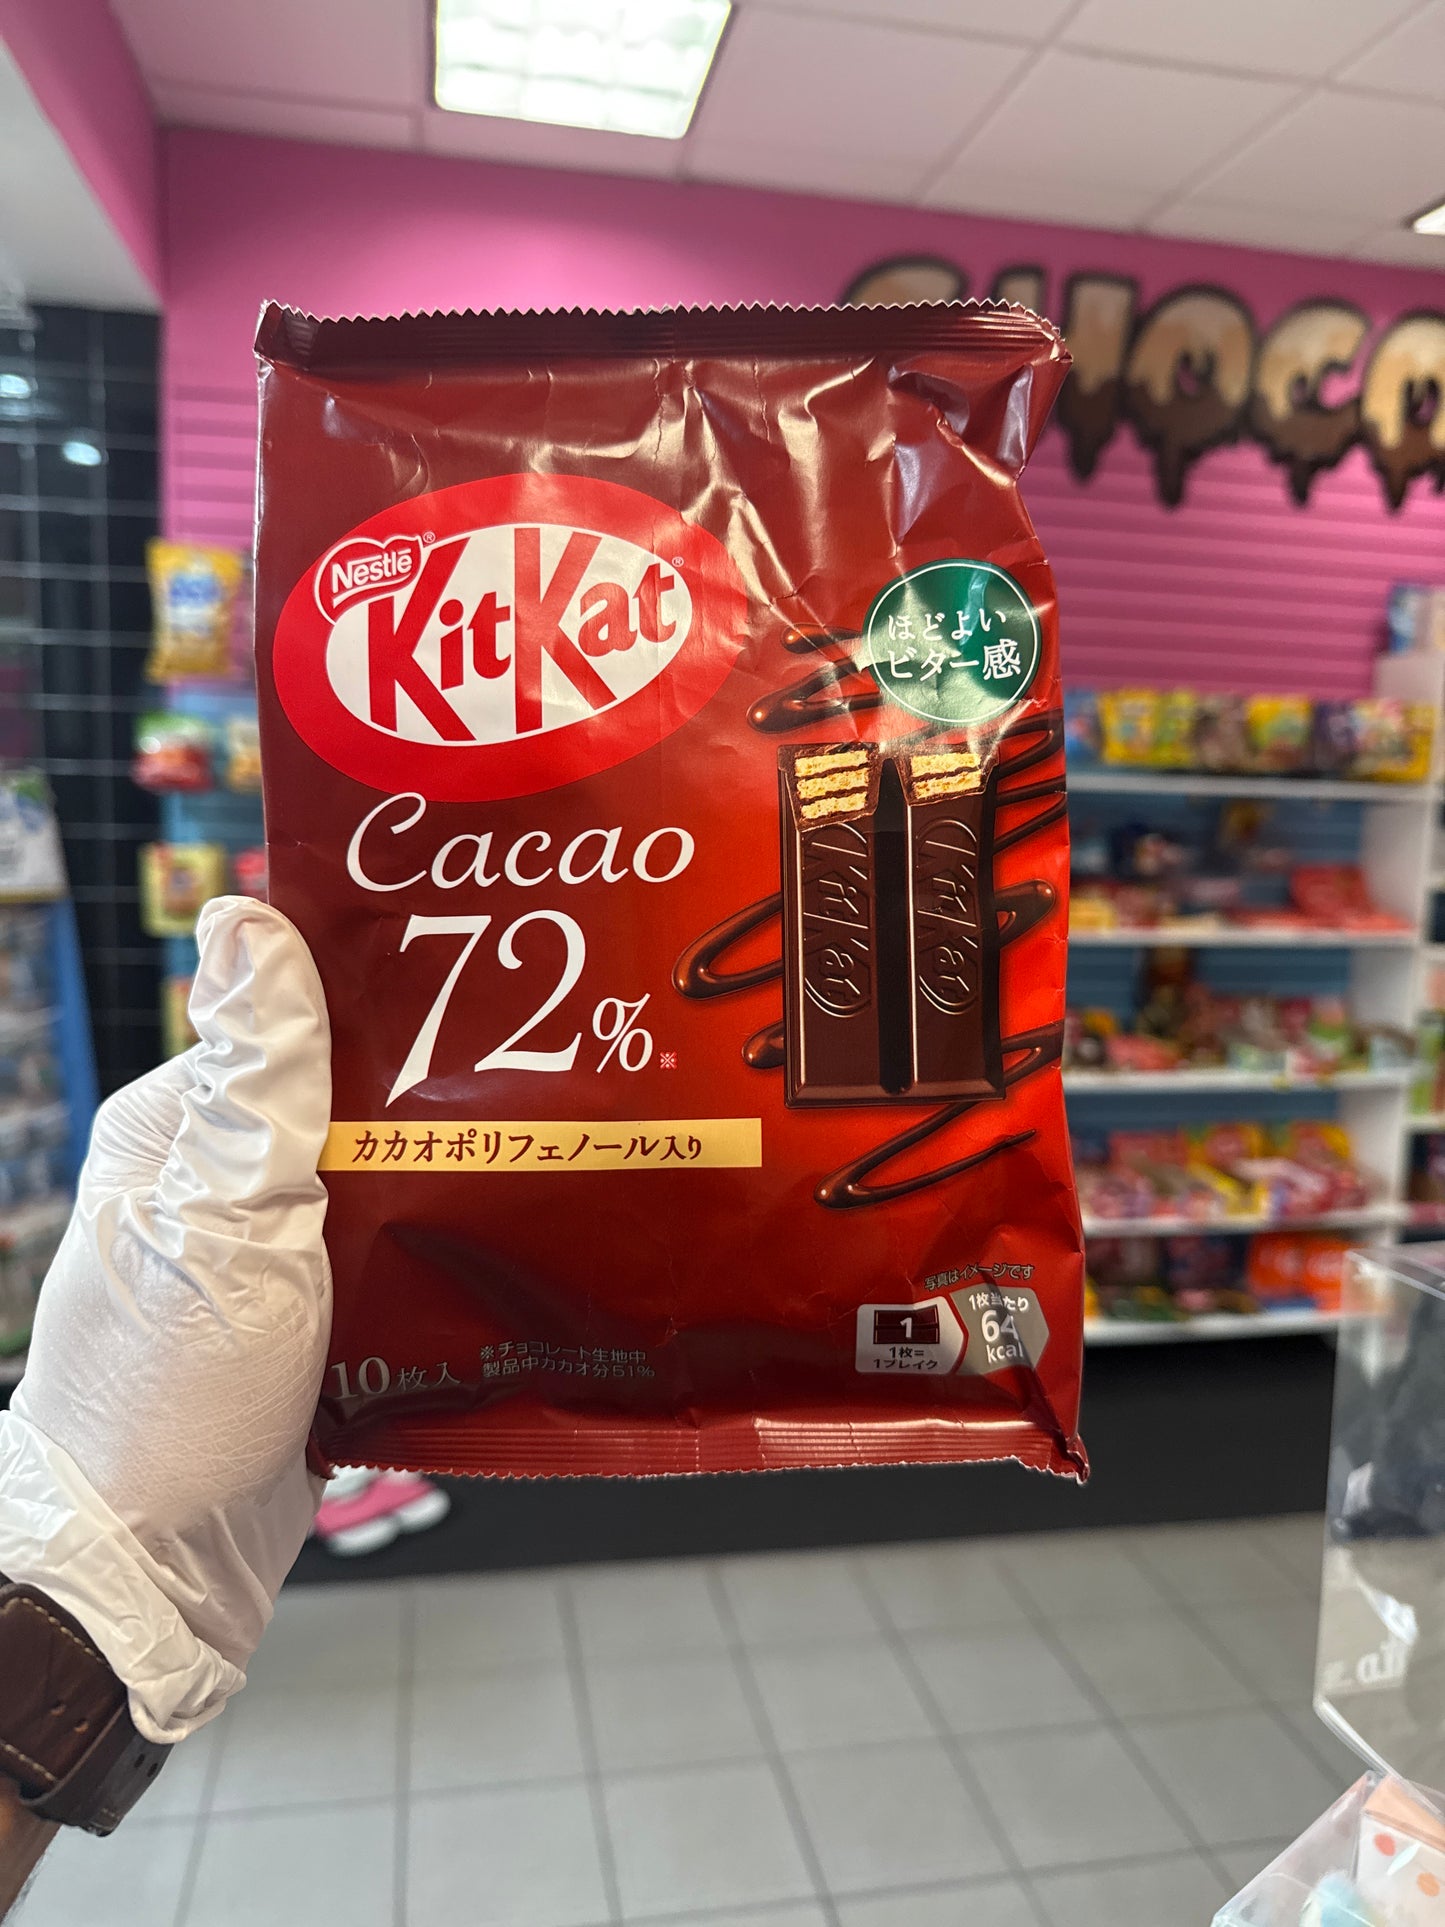 CHOCO
Nestlé®
KitKat®
ほどよい
ビター感
Cacao
72%※
カカオポリフェノール入り
KitKat KitKat
写真はイメージです
1
1枚=
1ブレイク
1枚当たり
64
kcal
10枚入
※チョコレート生地中
製品中カカオ分51%